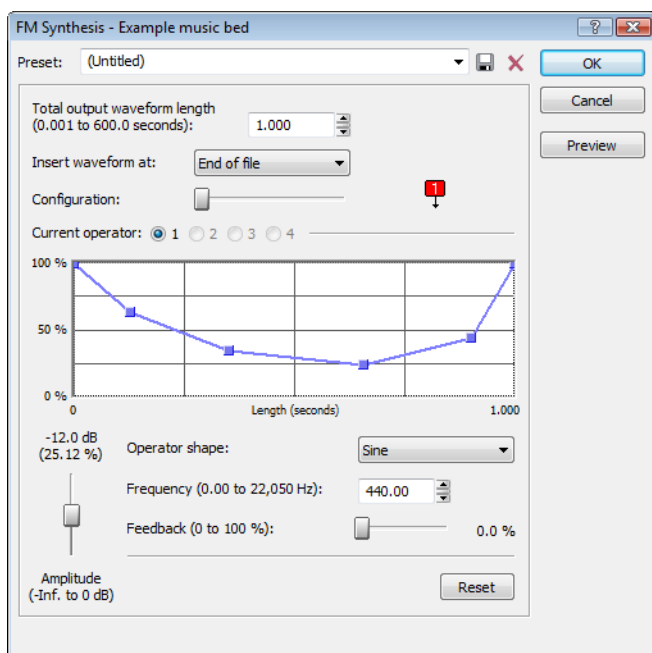 FM Synthesis - Example music bed
Preset: (Untitled)
OK
Cancel
Preview
Total output waveform length
(0.001 to 600.0 seconds): 1.000
Insert waveform at: End of file
Configuration: 1
Current operator: 1 2 3 4
100 %
50 %
0 %
0 Length (seconds) 1.000
-12.0 dB
(25.12 %)
Operator shape: Sine
Frequency (0.00 to 22,050 Hz): 440.00
Feedback (0 to 100 %): 0.0 %
Amplitude
(-Inf. to 0 dB)
Reset